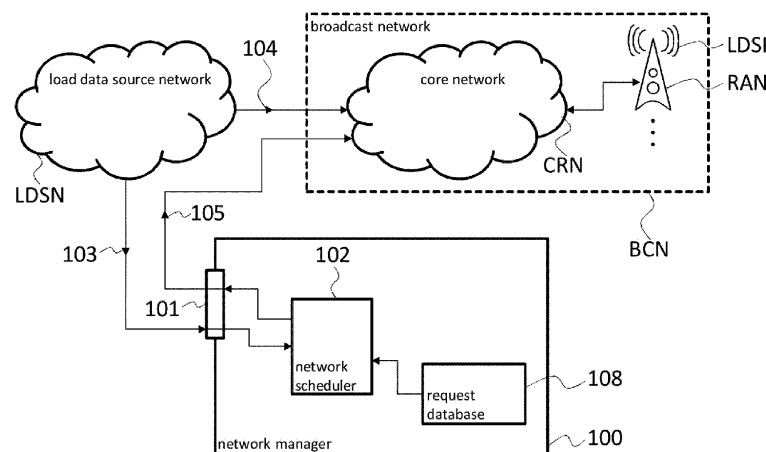 broadcast network
LDSI
load data source network
104
core network
RAN
CRN
LDSN
105
BCN
103
102
101
network
scheduler
108
request
database
network manager
100